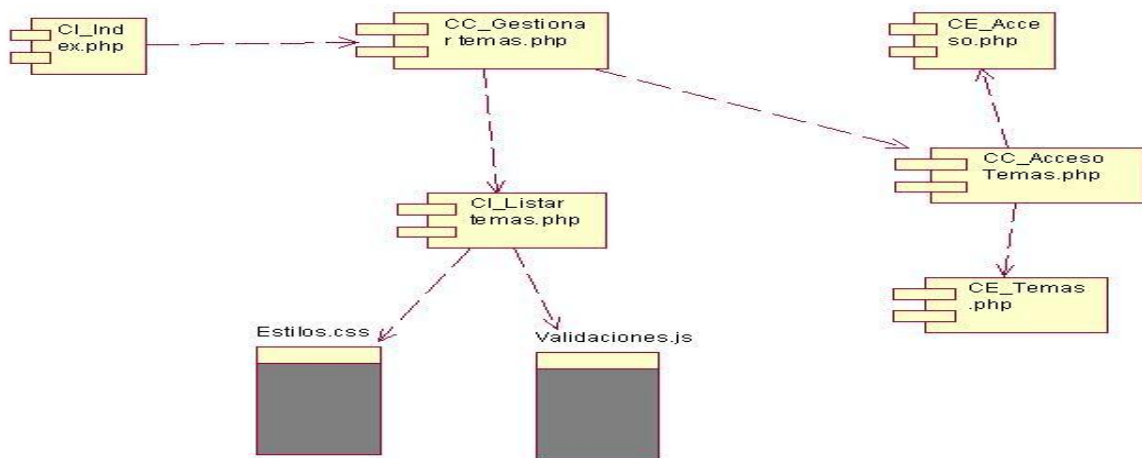 CI_Ind
ex.php
CC_Gestiona
r temas.php
CE_Acce
so.php
CC_Acceso
Temas.php
CI_Listar
temas.php
CE_Temas
.php
Estilos.css
Validaciones.js